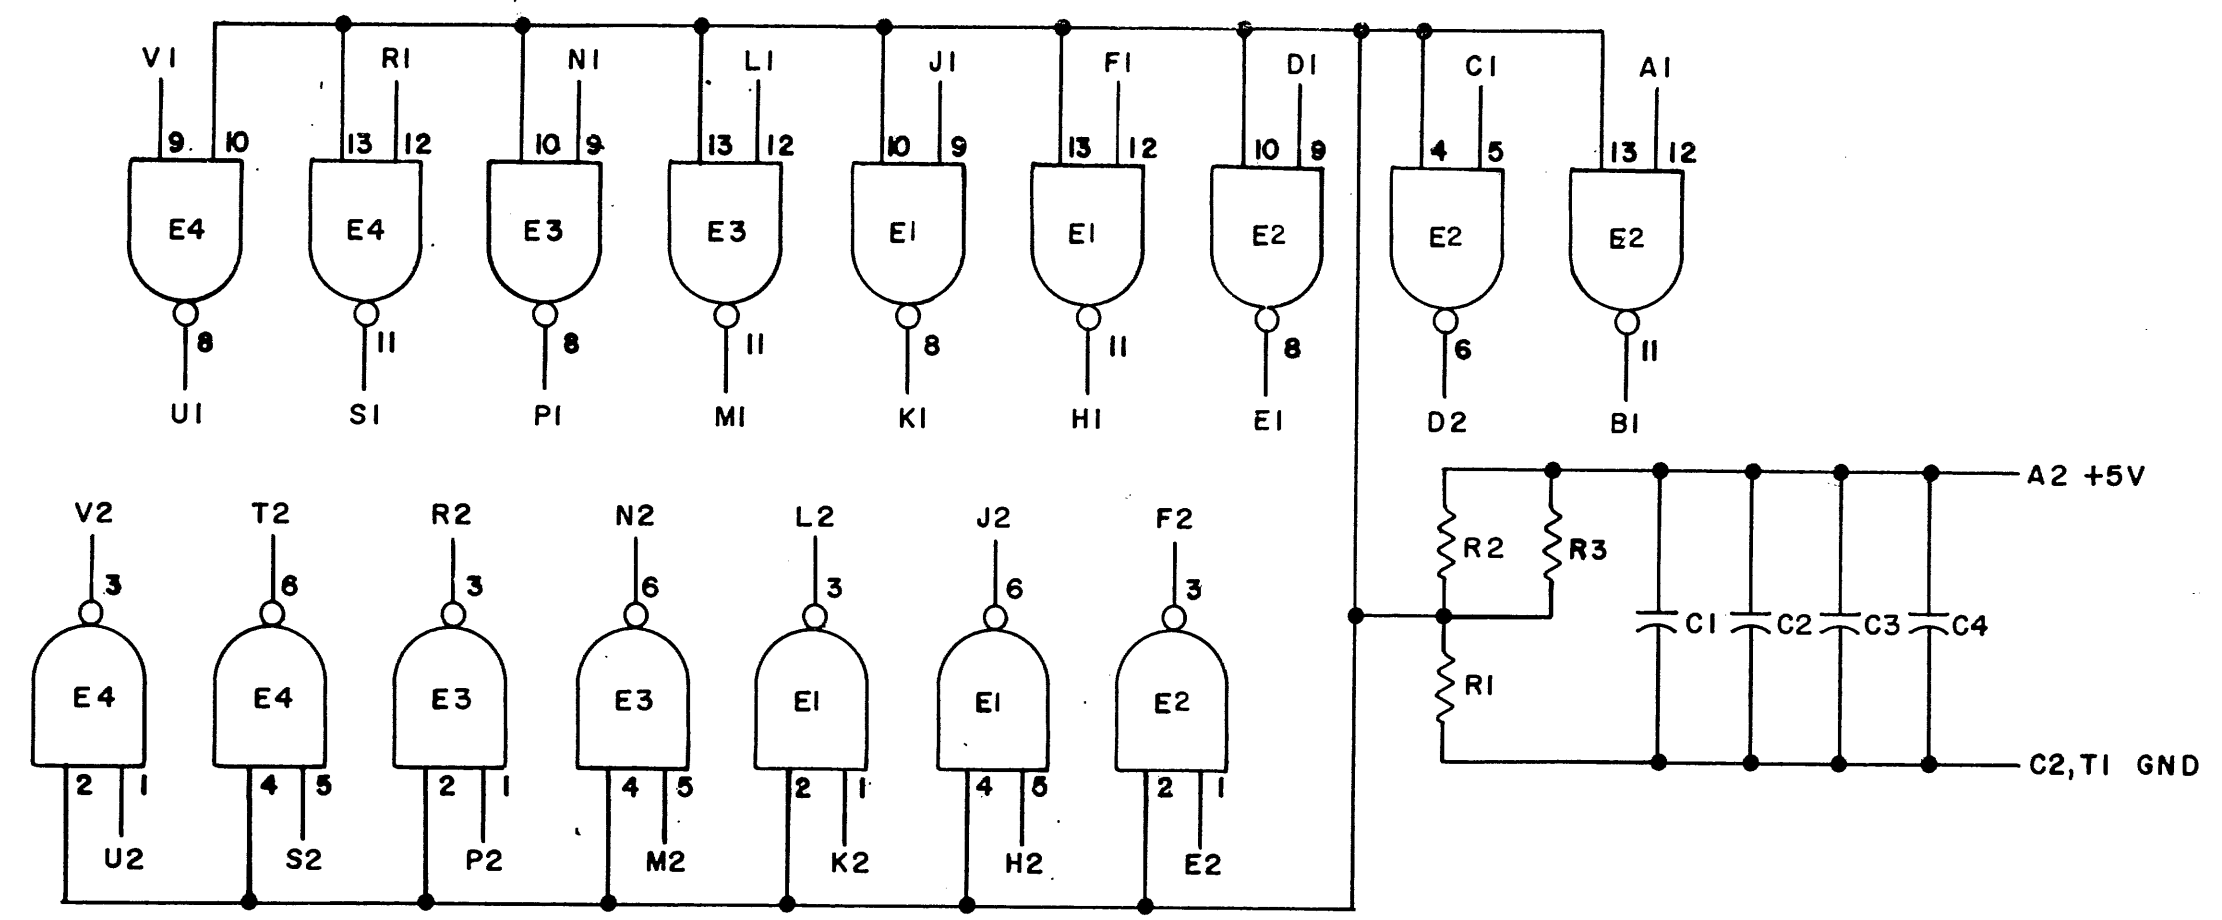 V1 R1 N1 L1 J1 F1 D1 C1 A1
9 10 13 12 10 9 13 12 10 9 13 12 10 9 4 5 13 12
E4 E4 E3 E3 E1 E1 E2 E2 E2
8 11 8 11 8 11 8 6 11
U1 S1 P1 M1 K1 H1 E1 D2 B1
A2 +5V
V2 T2 R2 N2 L2 J2 F2
R2 R3
3 6 3 6 3 6 3
C1 C2 C3 C4
E4 E4 E3 E3 E1 E1 E2
R1
C2,T1 GND
2 1 4 5 2 1 4 5 2 1 4 5 2 1
U2 S2 P2 M2 K2 H2 E2